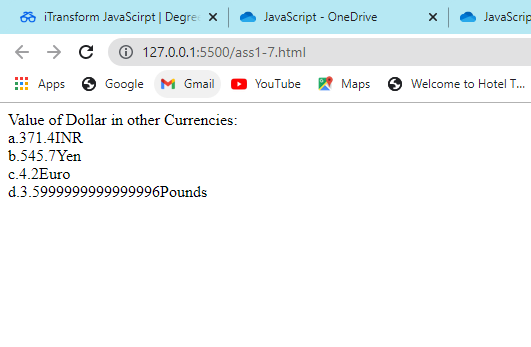 iTransform JavaScirpt | Degre
JavaScript - OneDrive
JavaScrip
127.0.0.1:5500/ass1-7.html
Apps
Google
Gmail
YouTube
Maps
Welcome to Hotel T...
Value of Dollar in other Currencies:
a.371.4INR
b.545.7Yen
c.4.2Euro
d.3.5999999999999996Pounds